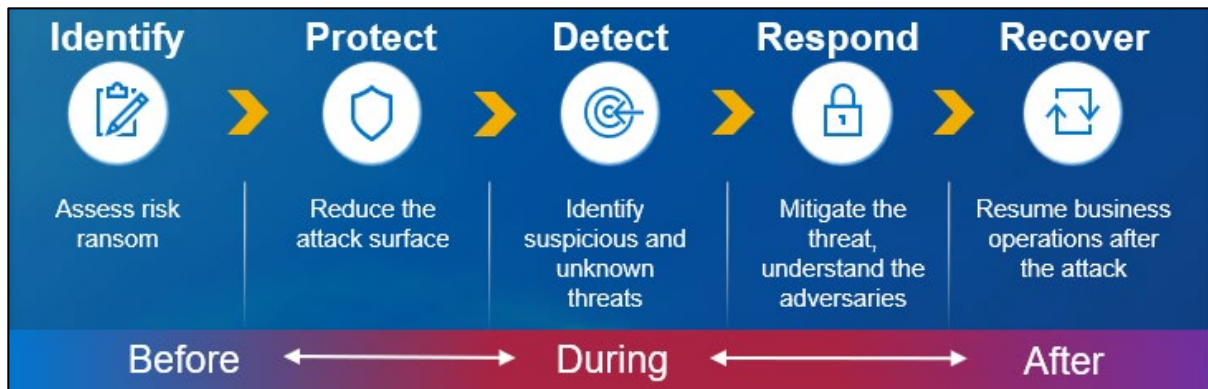 Identify
Protect
Detect
Respond
Recover
Assess risk
ransom
Reduce the
attack surface
Identify
suspicious and
unknown
threats
Mitigate the
threat,
understand the
adversaries
Resume business
operations after
the attack
Before
During
After